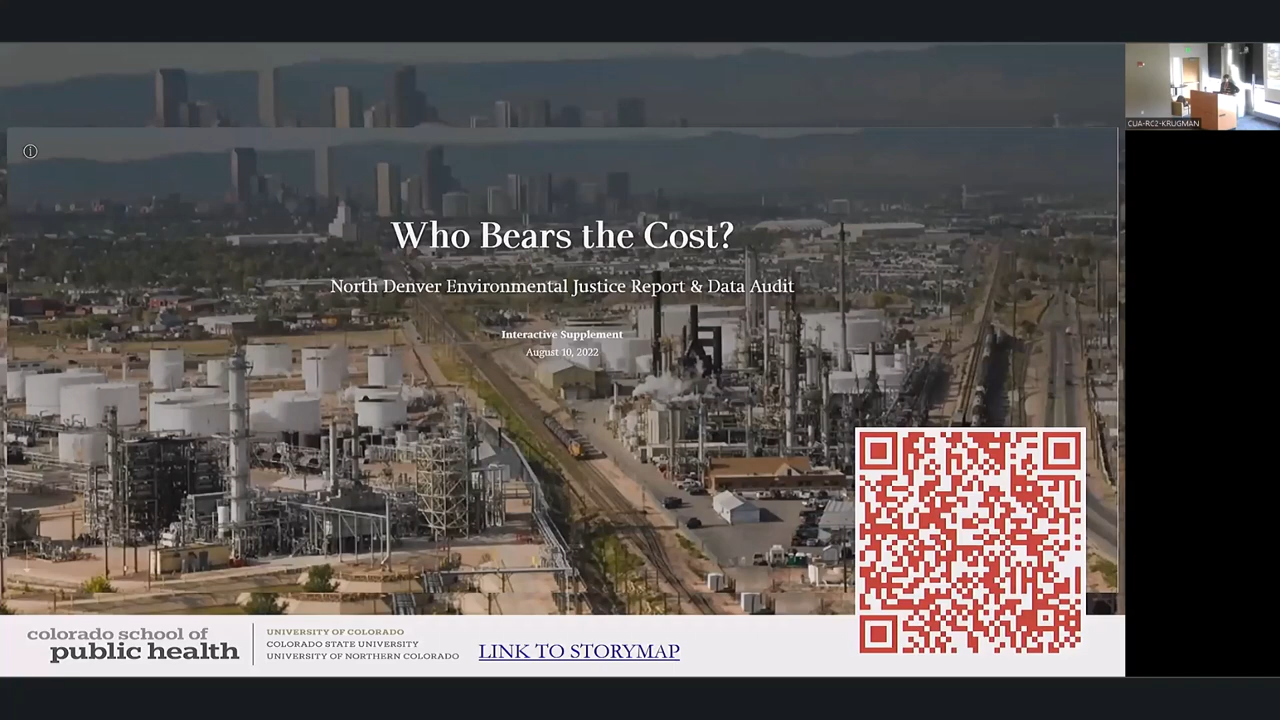 CUA-RC2-KRUGMAN
Who Bears the Cost?
North Denver Environmental Justice Report & Data Audit
Interactive Supplement
August 10, 2022
colorado school of
public health
UNIVERSITY OF COLORADO
COLORADO STATE UNIVERSITY
UNIVERSITY OF NORTHERN COLORADO
LINK TO STORYMAP